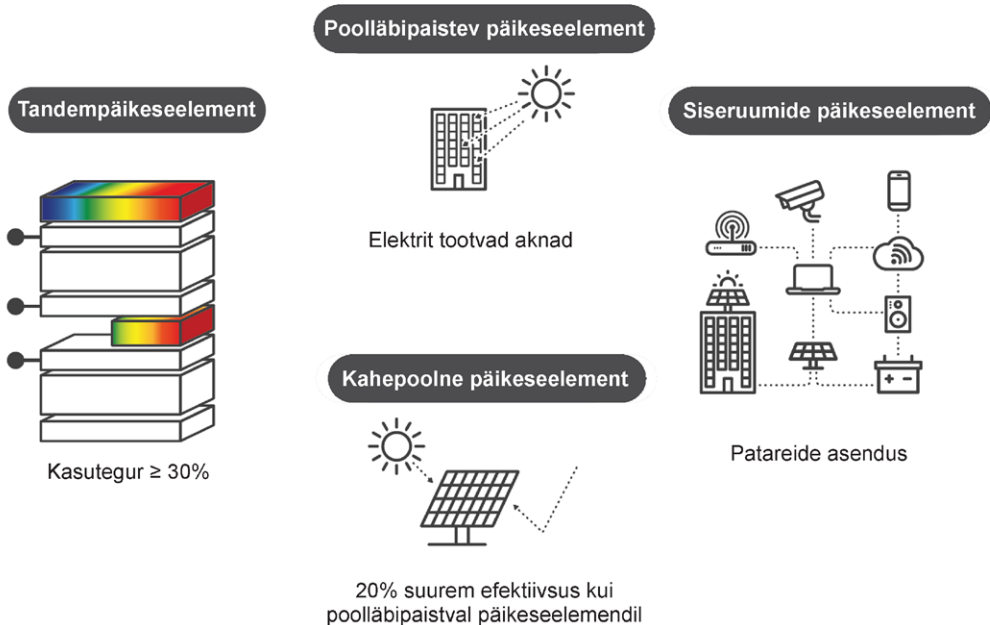 Poolläbipaistev päikeseelement
Tandempäikeseelement
Siseruumide päikeseelement
Elektrit tootvad aknad
Kahepoolne päikeseelement
Kasutegur ≥ 30%
Patareide asendus
20% suurem efektiivsus kui
poolläbipaistval päikeseelemendil